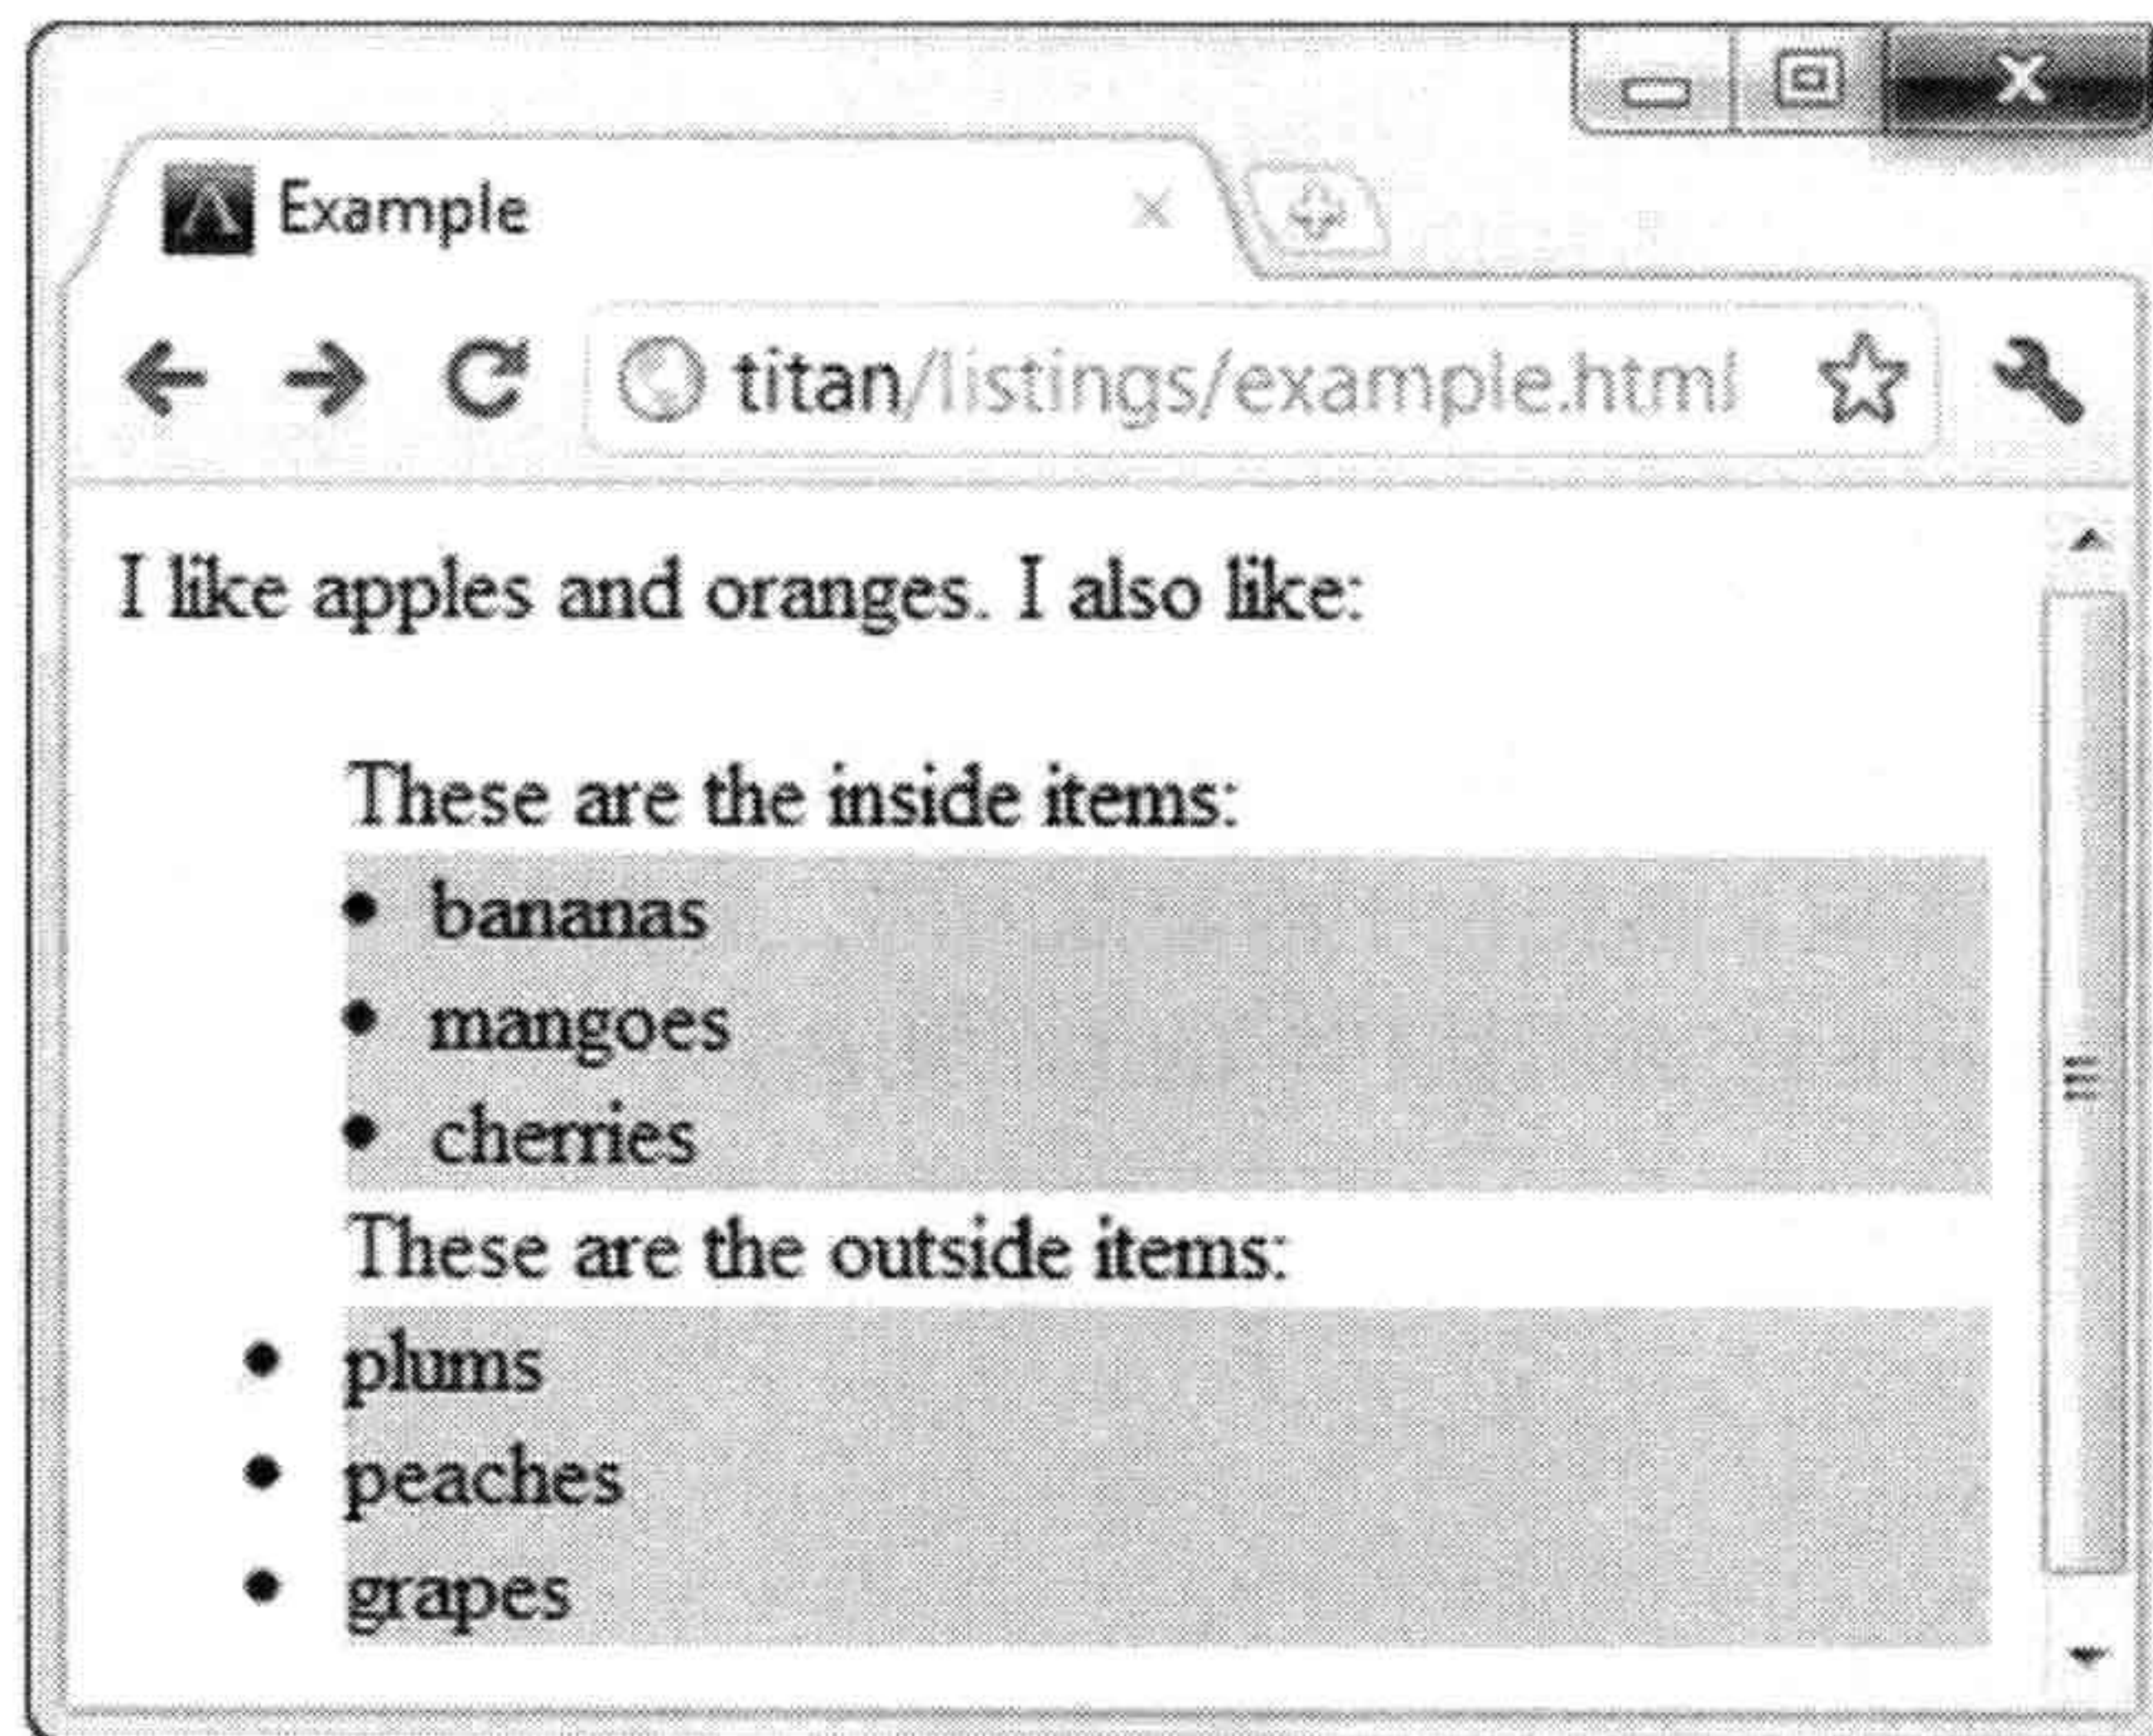 Example
titan/listings/example.html
I like apples and oranges. I also like:
These are the inside items:
• bananas
• mangoes
• cherries
These are the outside items:
• plums
• peaches
• grapes